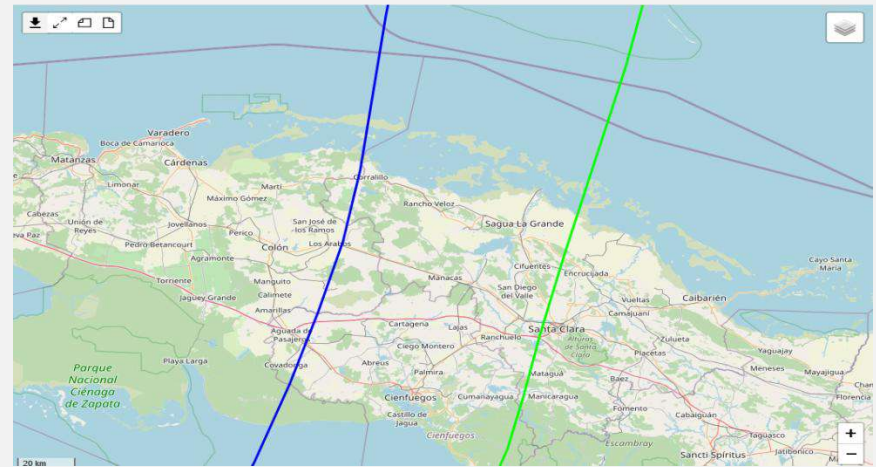 Varadero
Boca de Camarioca
Matanzas
Cárdenas
Limonar
Martí
Corralillo
Máximo Gómez
Rancho Veloz
Cabezas
Unión de
Reyes
Jovellanos
Perico
San José de
los Ramos
Sagua La Grande
Pedro Betancourt
Colón
Los Arabos
Agramonte
Cayo Santa
María
Torriente
Manguito
Manacas
Cifuentes
Encrucijada
San Diego
del Valle
Jagüey Grande
Calimete
Vueltas
Caibarién
Amarillas
Camajuaní
Aguada de
Pasajeros
Cartagena
Lajas
Santa Clara
Ranchuelo
Alturas
de Santa
Clara
Zulueta
Ciego Montero
Placetas
Yaguajay
Playa Larga
Covadonga
Abreus
Palmira
Mataguá
Meneses
Mayajigua
Parque
Nacional
Ciénaga
de Zapata
Báez
Cienfuegos
Cumanayagua
Manicaragua
Florencia
Castillo de
Jagua
Fomento
Cabaiguán
Cienfuegos
Escambray
Taguasco
Sancti Spíritus
Jatibonico
20 km
+
−